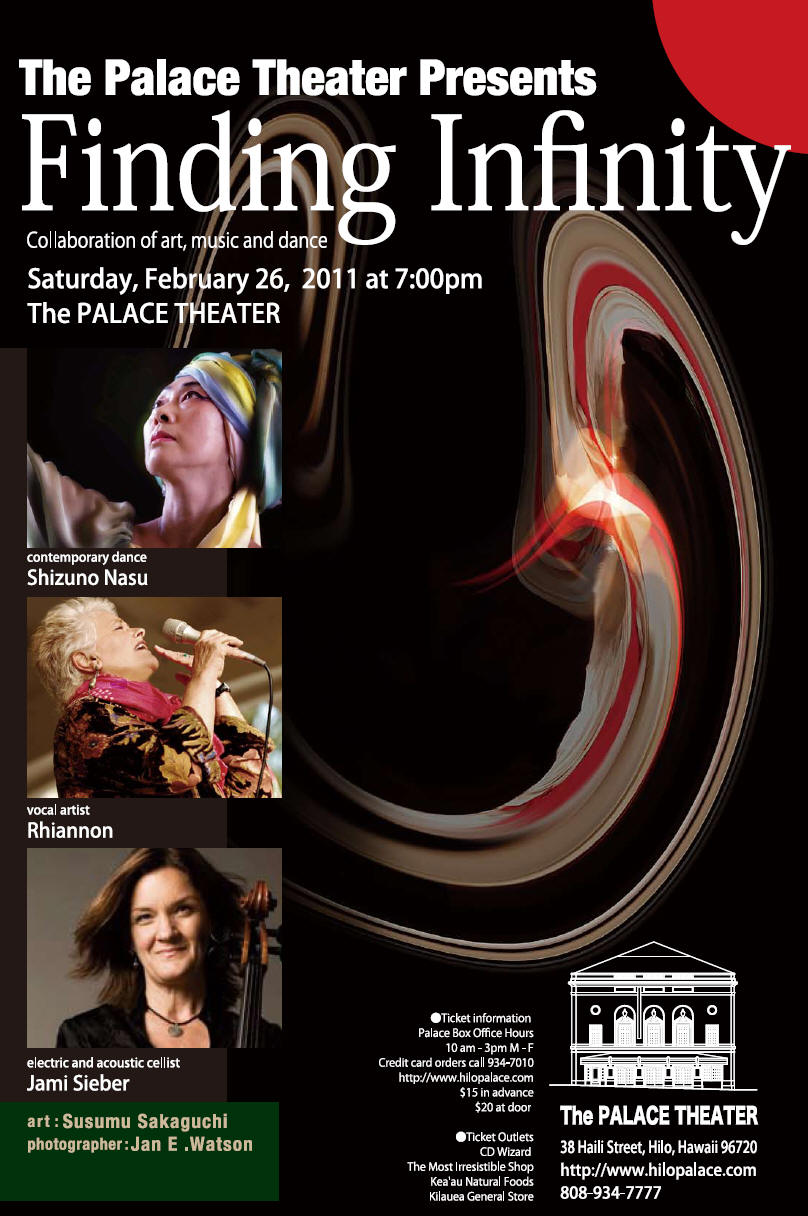 The Palace Theater Presents
Finding Infinity
Collaboration of art, music and dance
Saturday, February 26, 2011 at 7:00pm
The PALACE THEATER
contemporary dance
Shizuno Nasu
vocal artist
Rhiannon
electric and acoustic cellist
Jami Sieber
art : Susumu Sakaguchi
photographer : Jan E .Watson
●Ticket information
Palace Box Office Hours
10 am - 3pm M - F
Credit card orders call 934-7010
http://www.hilopalace.com
$15 in advance
$20 at door
●Ticket Outlets
CD Wizard
The Most Irresistible Shop
Kea'au Natural Foods
Kilauea General Store
The PALACE THEATER
38 Haili Street, Hilo, Hawaii 96720
http://www.hilopalace.com
808-934-7777